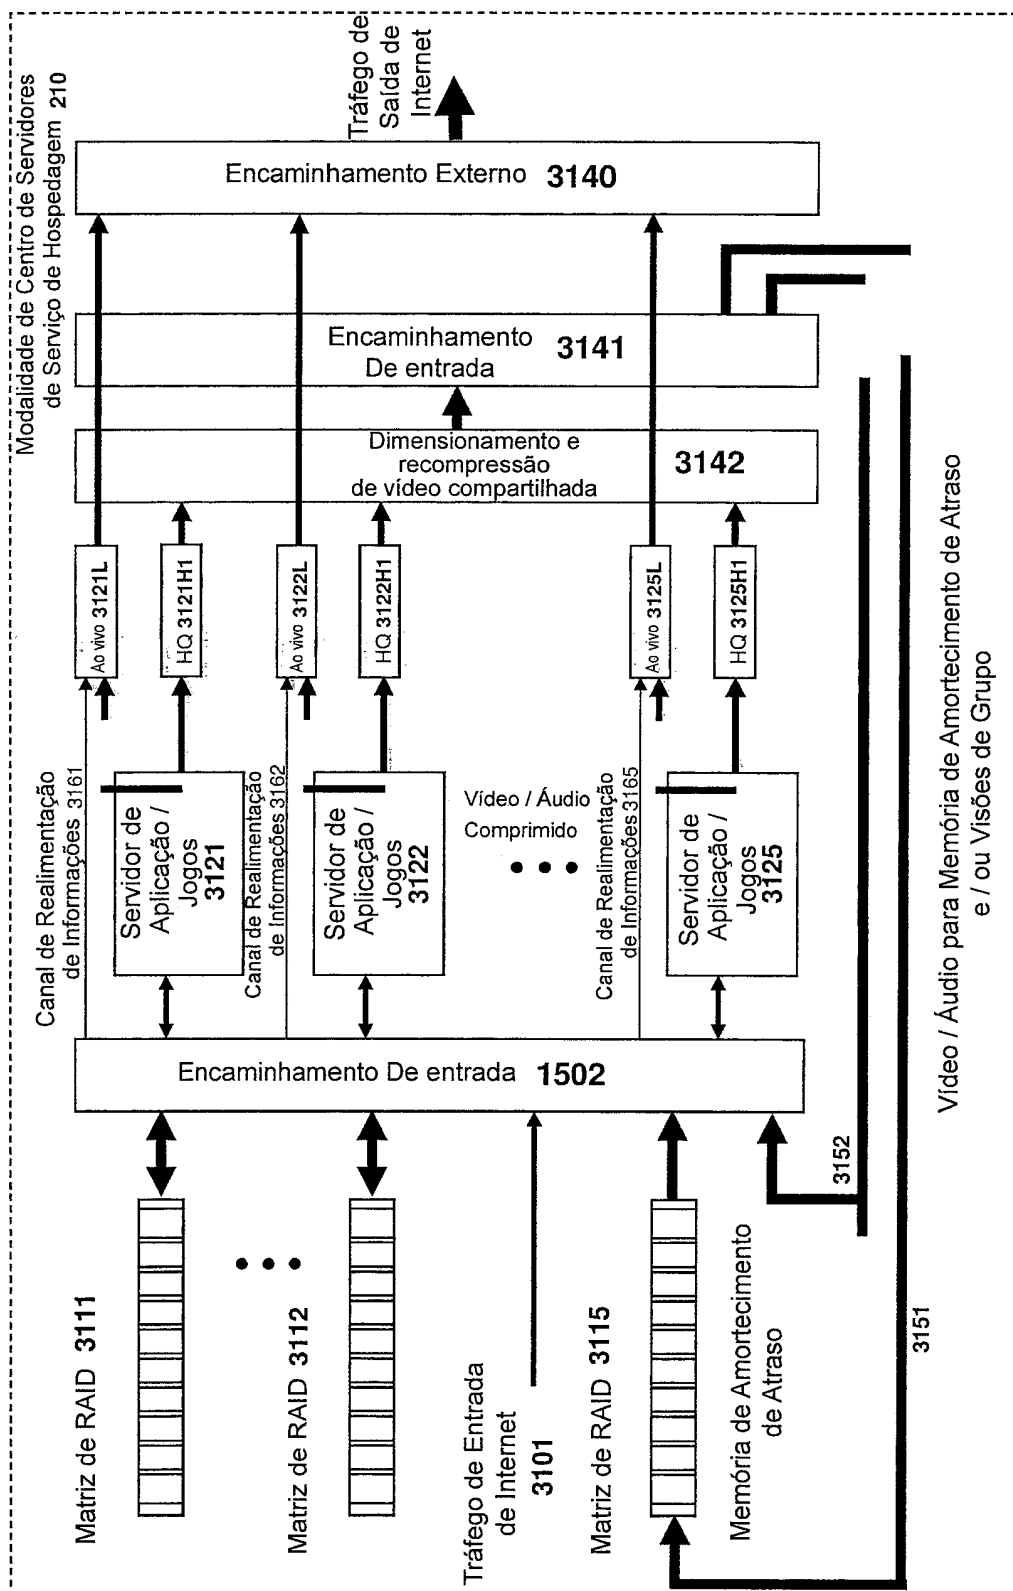 Modalidade de Centro de Servidores
de Serviço de Hospedagem 210
Tráfego de
Saída de
Internet
Encaminhamento Externo 3140
Encaminhamento
De entrada 3141
Dimensionamento e
recompressão
de vídeo compartilhada 3142
Ao vivo 3121L
HQ 3121H1
Ao vivo 3122L
HQ 3122H1
Ao vivo 3125L
HQ 3125H1
Canal de Realimentação
de Informações 3161
Servidor de
Aplicação /
Jogos
3121
Canal de Realimentação
de Informações 3162
Servidor de
Aplicação /
Jogos
3122
Vídeo / Áudio
Comprimido
Canal de Realimentação
de Informações 3165
Servidor de
Aplicação /
Jogos
3125
Encaminhamento De entrada 1502
Matriz de RAID 3111
Matriz de RAID 3112
Tráfego de Entrada
de Internet
3101
Matriz de RAID 3115
Memória de Amortecimento
de Atraso
3152
3151
Vídeo / Áudio para Memória de Amortecimento de Atraso
e / ou Visões de Grupo